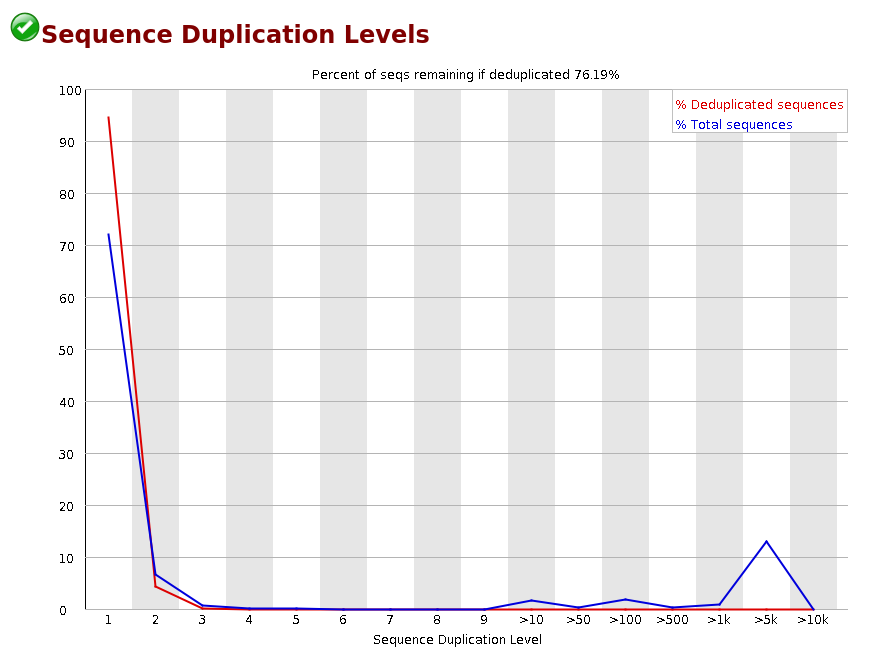 Sequence Duplication Levels
Percent of seqs remaining if deduplicated 76.19%
% Deduplicated sequences
% Total sequences
100
90
80
70
60
50
40
30
20
10
0
1 2 3 4 5 6 7 8 9 >10 >50 >100 >500 >1k >5k >10k
Sequence Duplication Level